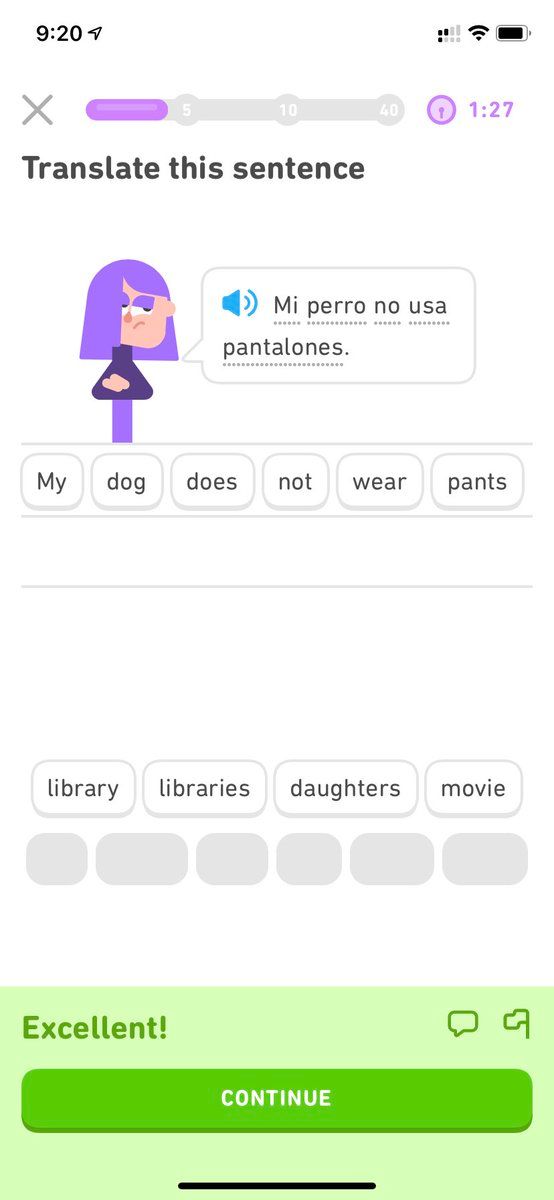 9:20
5 10 40 1:27
Translate this sentence
Mi perro no usa
pantalones.
My dog does not wear pants
library libraries daughters movie
Excellent!
CONTINUE